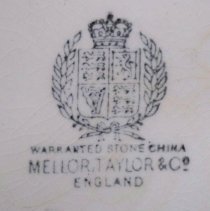 WARRANTED STONE CHINA
MELLOR, TAYLOR & Co
ENGLAND